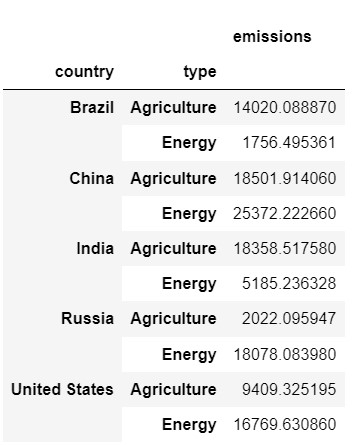 emissions
country type
Brazil Agriculture 14020.088870
Energy 1756.495361
China Agriculture 18501.914060
Energy 25372.222660
India Agriculture 18358.517580
Energy 5185.236328
Russia Agriculture 2022.095947
Energy 18078.083980
United States Agriculture 9409.325195
Energy 16769.630860